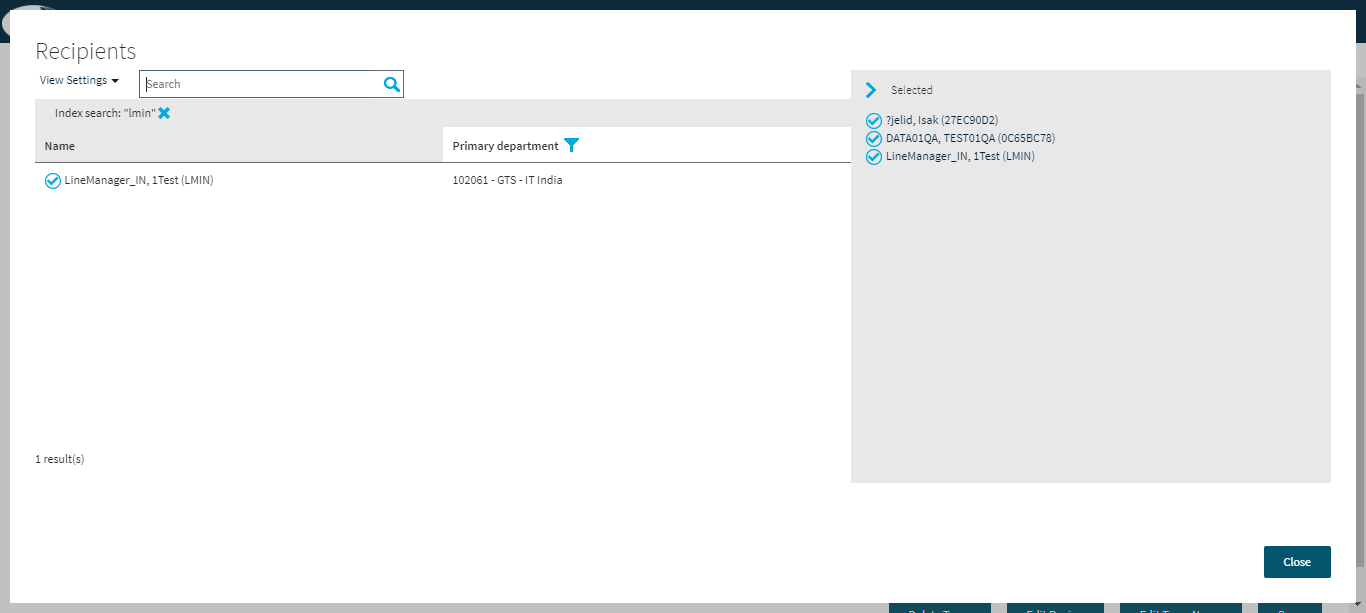 Recipients
View Settings
Search
Index search: "lmin"
Name
Primary department
LineManager_IN, 1Test (LMIN)
102061 - GTS - IT India
1 result(s)
Selected
?jelid, Isak (27EC90D2)
DATA01QA, TEST01QA (0C65BC78)
LineManager_IN, 1Test (LMIN)
Close